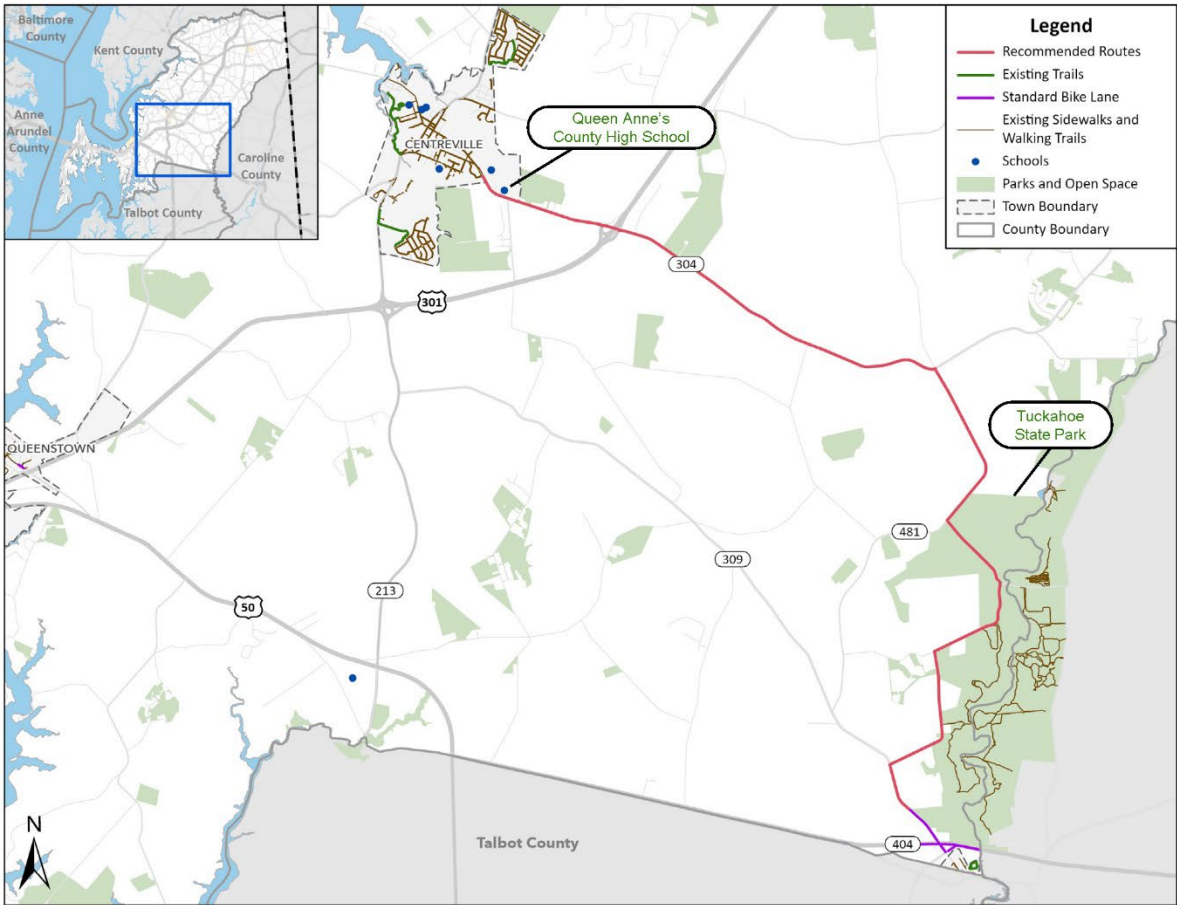 Baltimore
County
Kent County
Anne
Arundel
County
Caroline
County
Talbot County
Legend
Recommended Routes
Existing Trails
Standard Bike Lane
Existing Sidewalks and
Walking Trails
Schools
Parks and Open Space
Town Boundary
County Boundary
Queen Anne's
County High School
CENTREVILLE
304
301
Tuckahoe
State Park
QUEENSTOWN
481
309
213
50
N
Talbot County
404